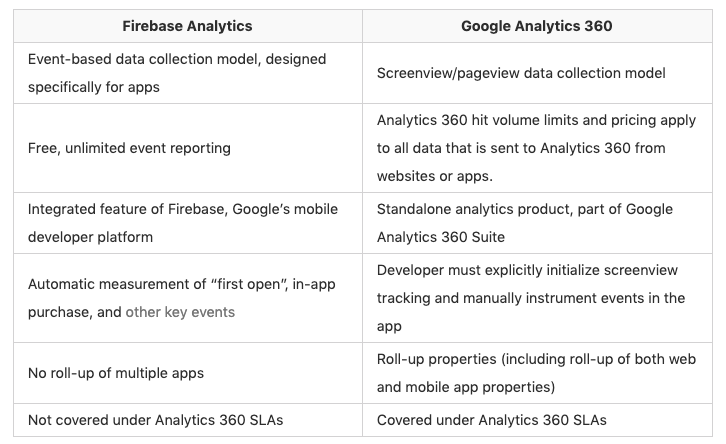 Firebase Analytics
Google Analytics 360
Event-based data collection model, designed
specifically for apps
Screenview/pageview data collection model
Free, unlimited event reporting
Analytics 360 hit volume limits and pricing apply
to all data that is sent to Analytics 360 from
websites or apps.
Integrated feature of Firebase, Google’s mobile
developer platform
Standalone analytics product, part of Google
Analytics 360 Suite
Automatic measurement of “first open”, in-app
purchase, and other key events
Developer must explicitly initialize screenview
tracking and manually instrument events in the
app
No roll-up of multiple apps
Roll-up properties (including roll-up of both web
and mobile app properties)
Not covered under Analytics 360 SLAs
Covered under Analytics 360 SLAs